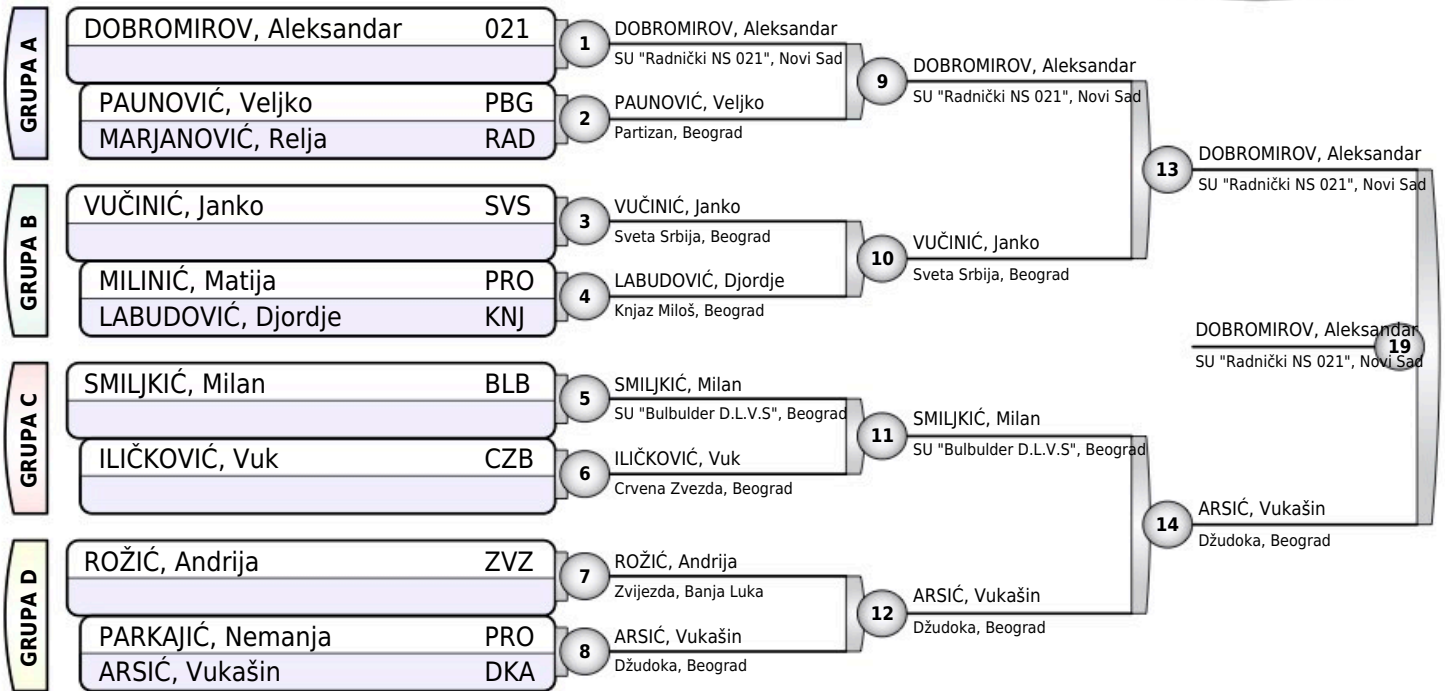 GRUPA A
DOBROMIROV, Aleksandar 021
PAUNOVIĆ, Veljko PBG
MARJANOVIĆ, Relja RAD
GRUPA B
VUČINIĆ, Janko SVS
MILINIĆ, Matija PRO
LABUDOVIĆ, Djordje KNJ
GRUPA C
SMILJKIĆ, Milan BLB
ILIČKOVIĆ, Vuk CZB
GRUPA D
ROŽIĆ, Andrija ZVZ
PARKAJIĆ, Nemanja PRO
ARSIĆ, Vukašin DKA
1
DOBROMIROV, Aleksandar
SU "Radnički NS 021", Novi Sad
2
PAUNOVIĆ, Veljko
Partizan, Beograd
3
VUČINIĆ, Janko
Sveta Srbija, Beograd
4
LABUDOVIĆ, Djordje
Knjaz Miloš, Beograd
5
SMILJKIĆ, Milan
SU "Bulbulder D.L.V.S", Beograd
6
ILIČKOVIĆ, Vuk
Crvena Zvezda, Beograd
7
ROŽIĆ, Andrija
Zvijezda, Banja Luka
8
ARSIĆ, Vukašin
Džudoka, Beograd
9
DOBROMIROV, Aleksandar
SU "Radnički NS 021", Novi Sad
10
VUČINIĆ, Janko
Sveta Srbija, Beograd
11
SMILJKIĆ, Milan
SU "Bulbulder D.L.V.S", Beograd
12
ARSIĆ, Vukašin
Džudoka, Beograd
13
DOBROMIROV, Aleksandar
SU "Radnički NS 021", Novi Sad
14
ARSIĆ, Vukašin
Džudoka, Beograd
DOBROMIROV, Aleksandar
19
SU "Radnički NS 021", Novi Sad